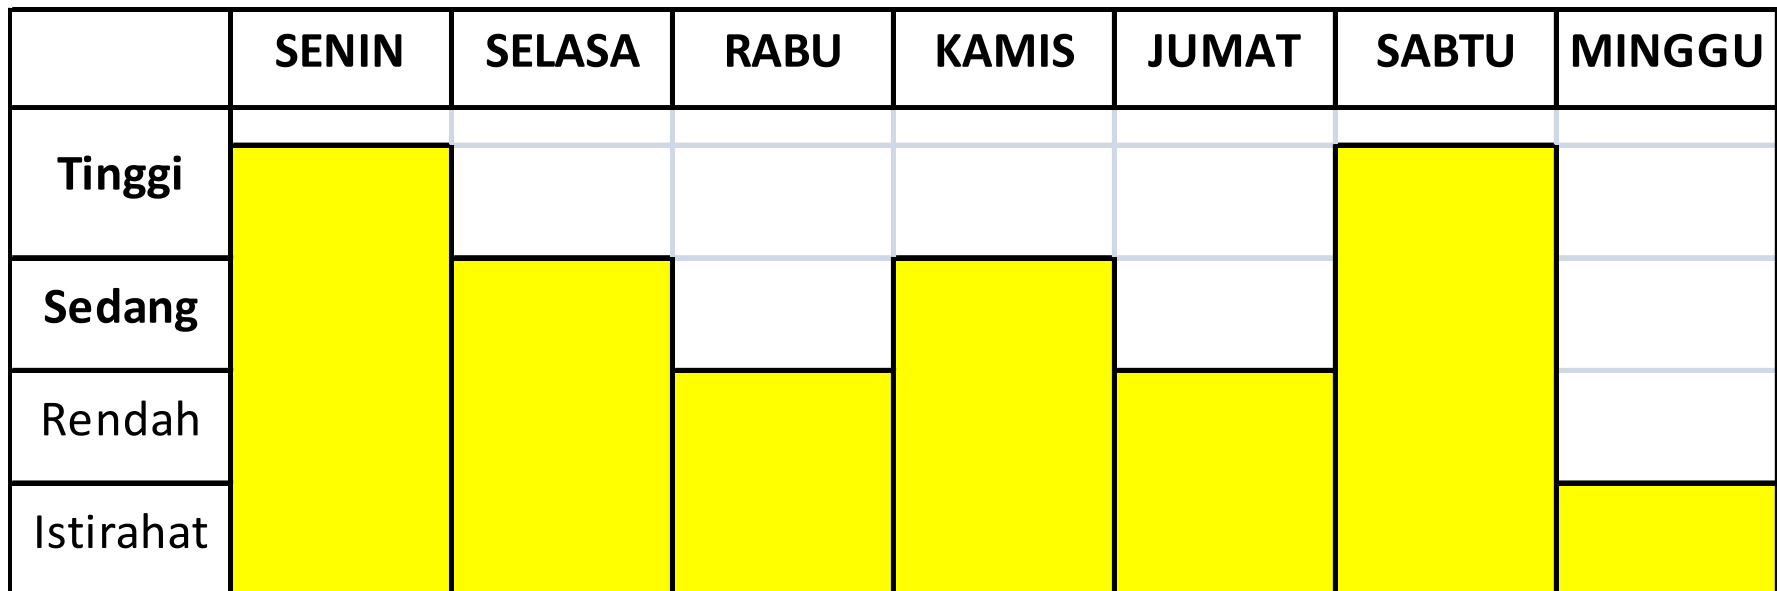 SENIN SELASA RABU KAMIS JUMAT SABTU MINGGU
Tinggi
Sedang
Rendah
Istirahat